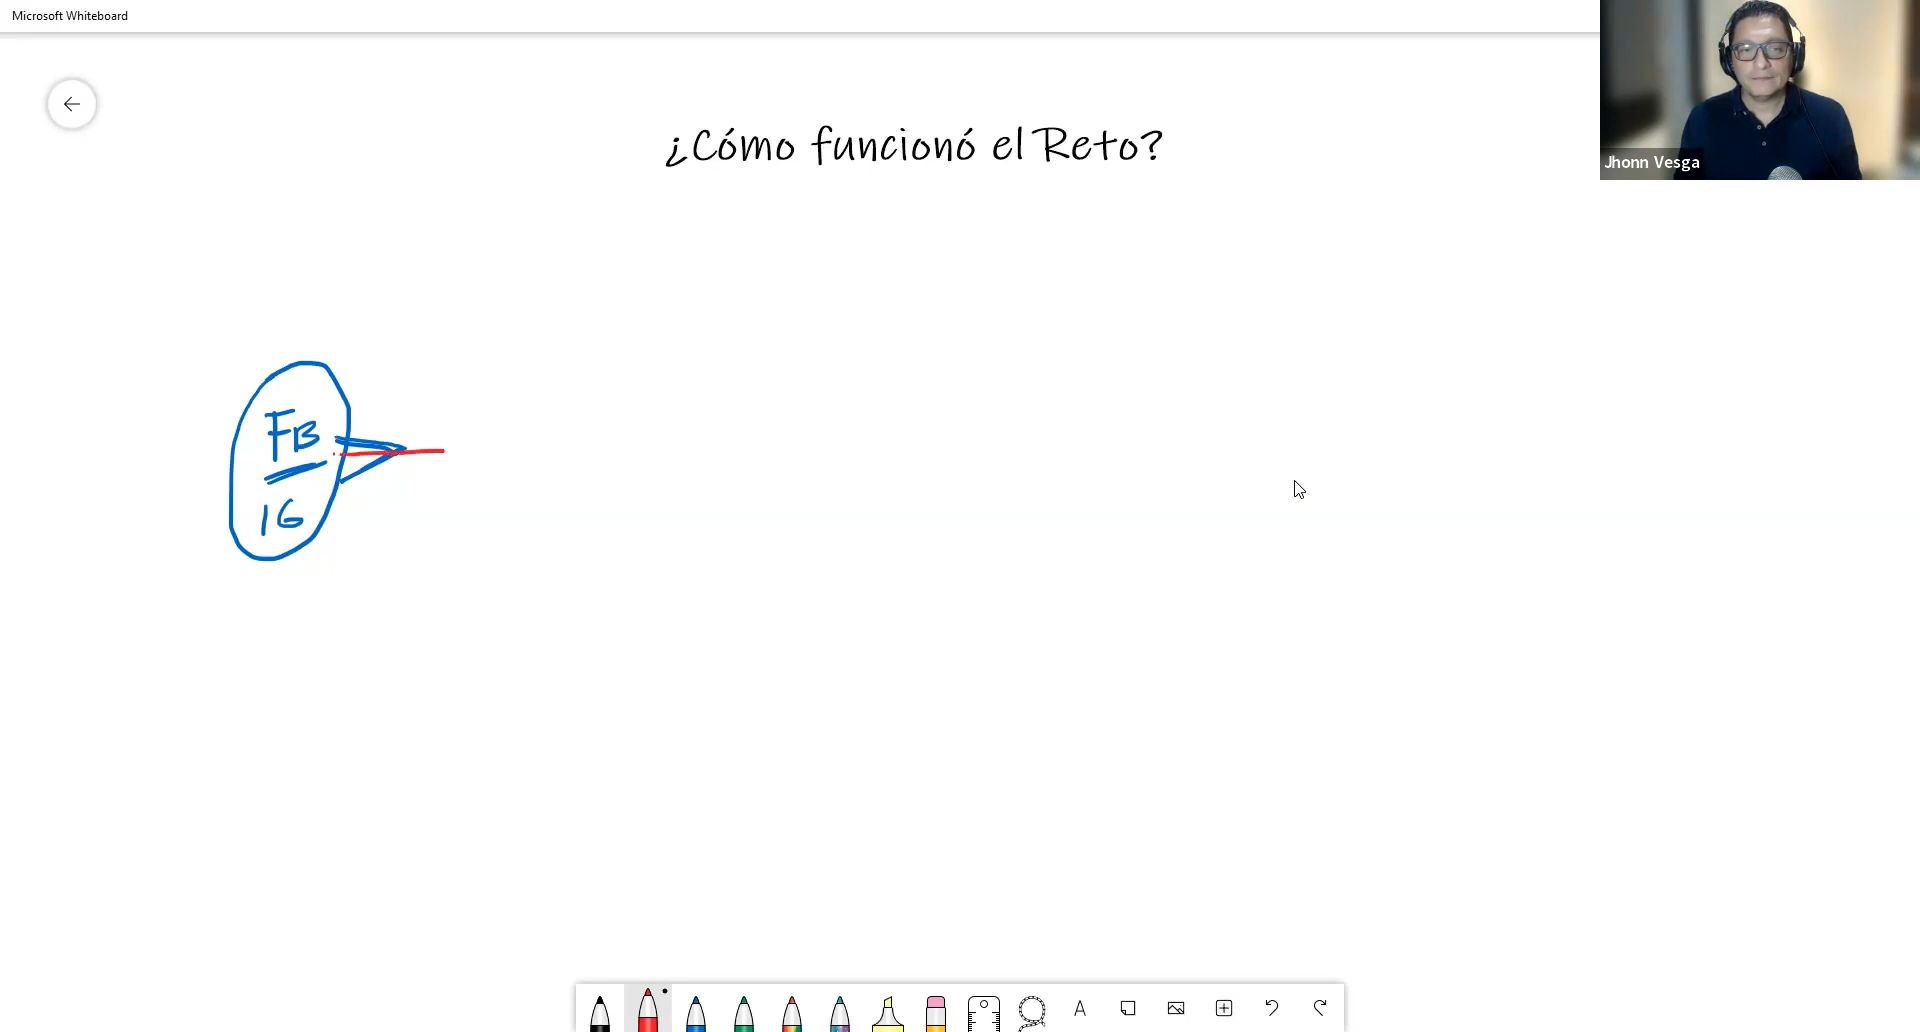 Microsoft Whiteboard
¿Cómo funcionó el Reto?
Jhonn Vesga
FB
IG
A